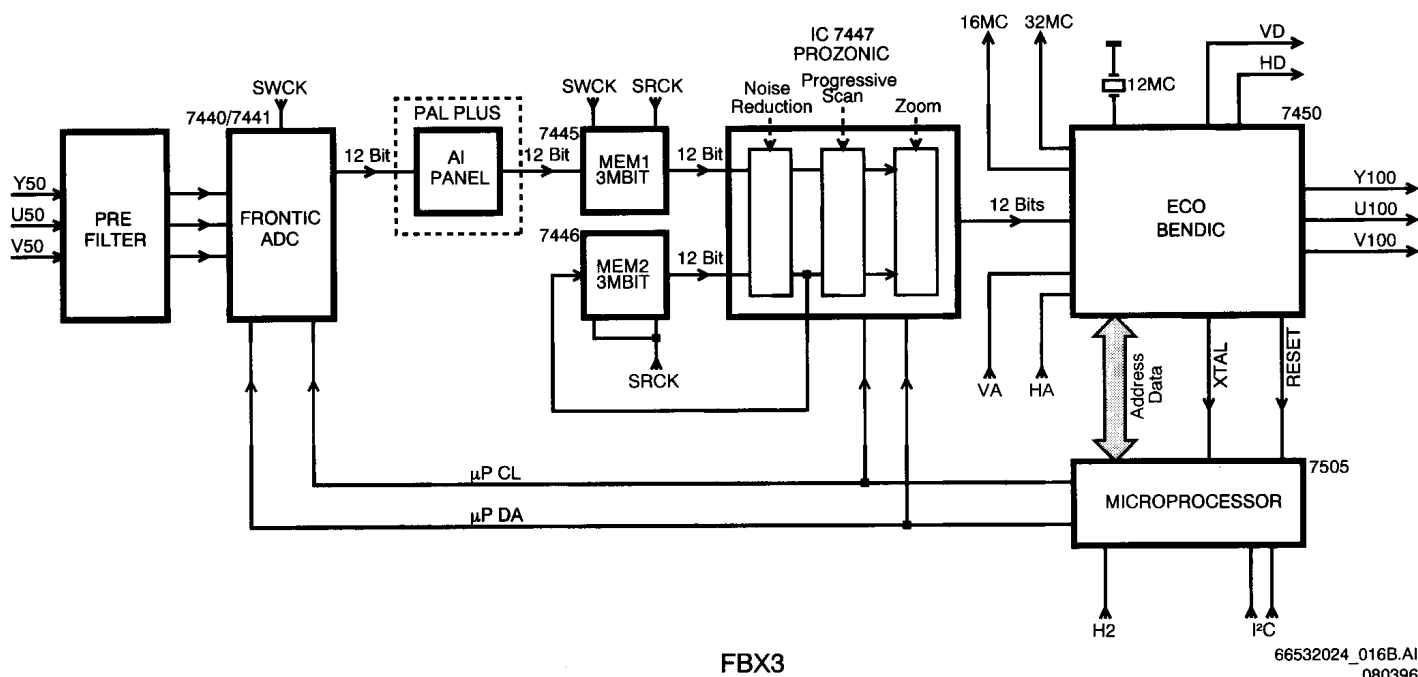 16MC
32MC
VD
HD
IC 7447
PROZONIC
12MC
SWCK
7440/7441
PAL PLUS
SWCK
SRCK
Noise
Reduction
Progressive
Scan
Zoom
7445
7450
Y50
U50
V50
PRE
FILTER
FRONTIC
ADC
12 Bit
AI
PANEL
12 Bit
MEM1
3MBIT
12 Bit
12 Bits
ECO
BENDIC
Y100
U100
V100
7446
MEM2
3MBIT
12 Bit
SRCK
VA
HA
Address
Data
XTAL
RESET
µP CL
µP DA
7505
MICROPROCESSOR
H2
I²C
FBX3
66532024_016B.AI
080396